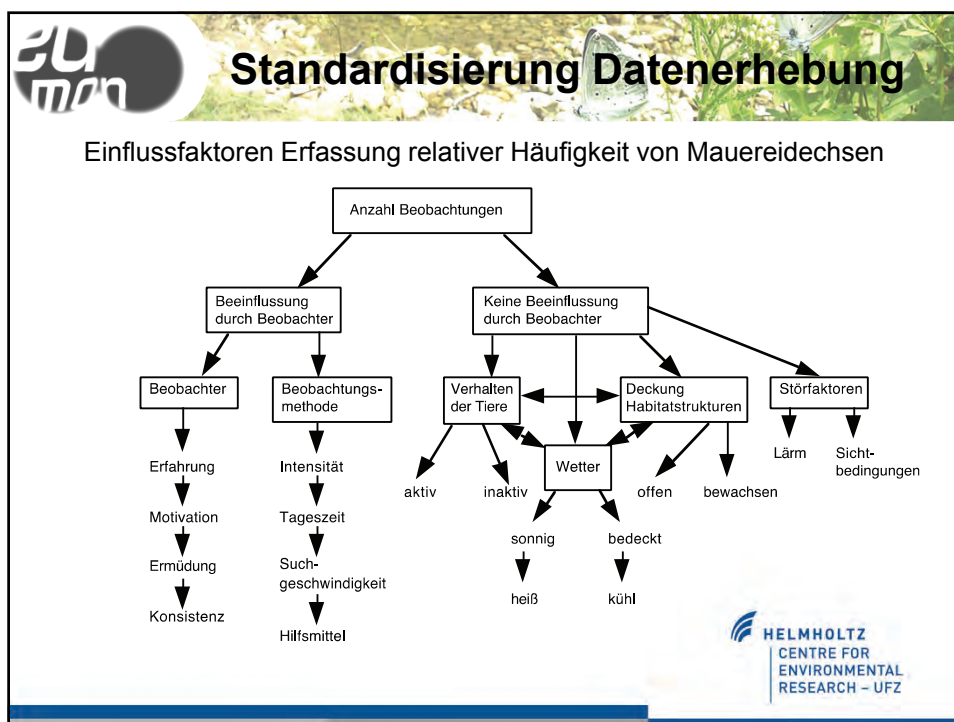 eu
mon
Standardisierung Datenerhebung
Einflussfaktoren Erfassung relativer Häufigkeit von Mauereidechsen
Anzahl Beobachtungen
Beeinflussung
durch Beobachter
Keine Beeinflussung
durch Beobachter
Beobachter
Beobachtungs-
methode
Verhalten
der Tiere
Deckung
Habitatstrukturen
Störfaktoren
Wetter
Erfahrung
Motivation
Ermüdung
Konsistenz
Intensität
Tageszeit
Such-
geschwindigkeit
Hilfsmittel
aktiv
inaktiv
sonnig
heiß
bedeckt
kühl
offen
bewachsen
Lärm
Sicht-
bedingungen
HELMHOLTZ
CENTRE FOR
ENVIRONMENTAL
RESEARCH – UFZ